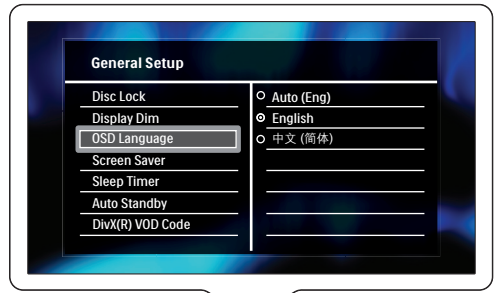 General Setup
Disc Lock
Display Dim
OSD Language
Screen Saver
Sleep Timer
Auto Standby
DivX(R) VOD Code
Auto (Eng)
English
中文 (简体)